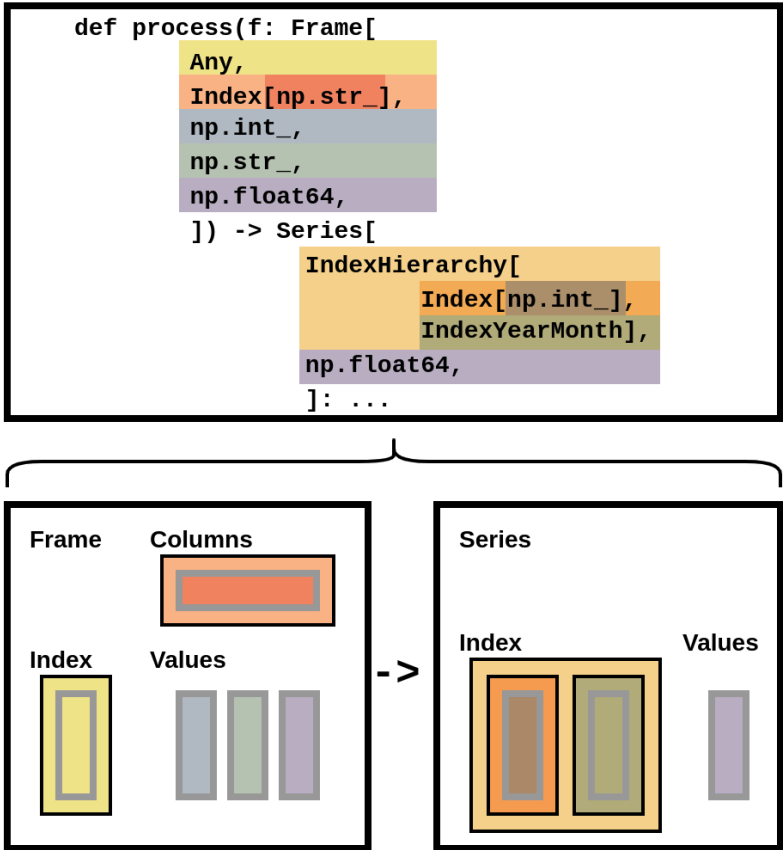 def process(f: Frame[
Any,
Index[np.str_],
np.int_,
np.str_,
np.float64,
]) -> Series[
IndexHierarchy[
Index[np.int_],
IndexYearMonth],
np.float64,
]: ...
Frame Columns
Index Values
->
Series
Index Values